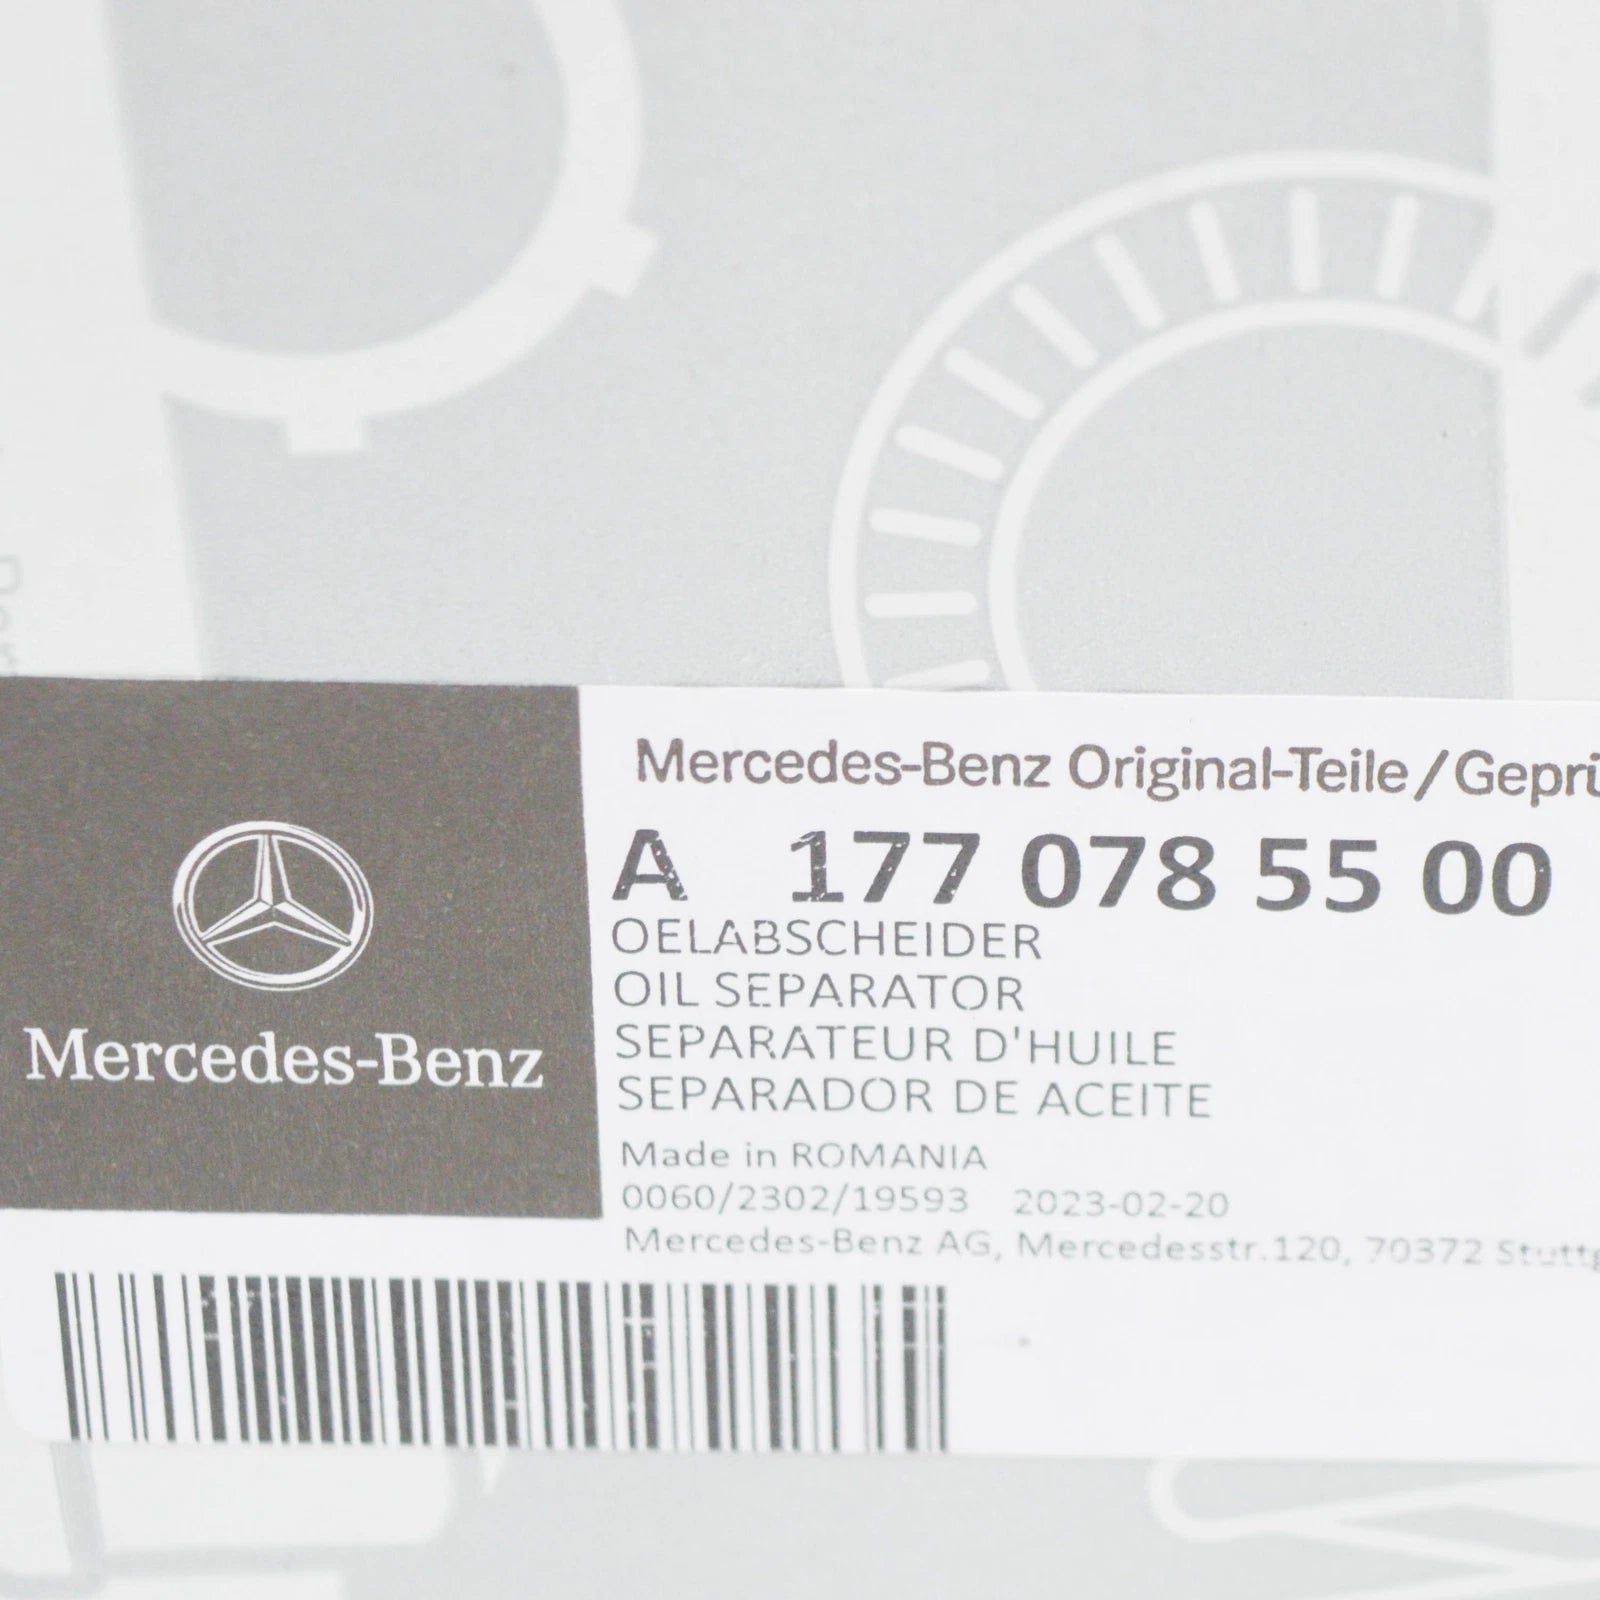 Mercedes-Benz
Mercedes-Benz Original-Teile/Geprü
A 177 078 55 00
OELABSCHEIDER
OIL SEPARATOR
SEPARATEUR D'HUILE
SEPARADOR DE ACEITE
Made in ROMANIA
0060/2302/19593 2023-02-20
Mercedes-Benz AG, Mercedesstr.120, 70372 Stuttg